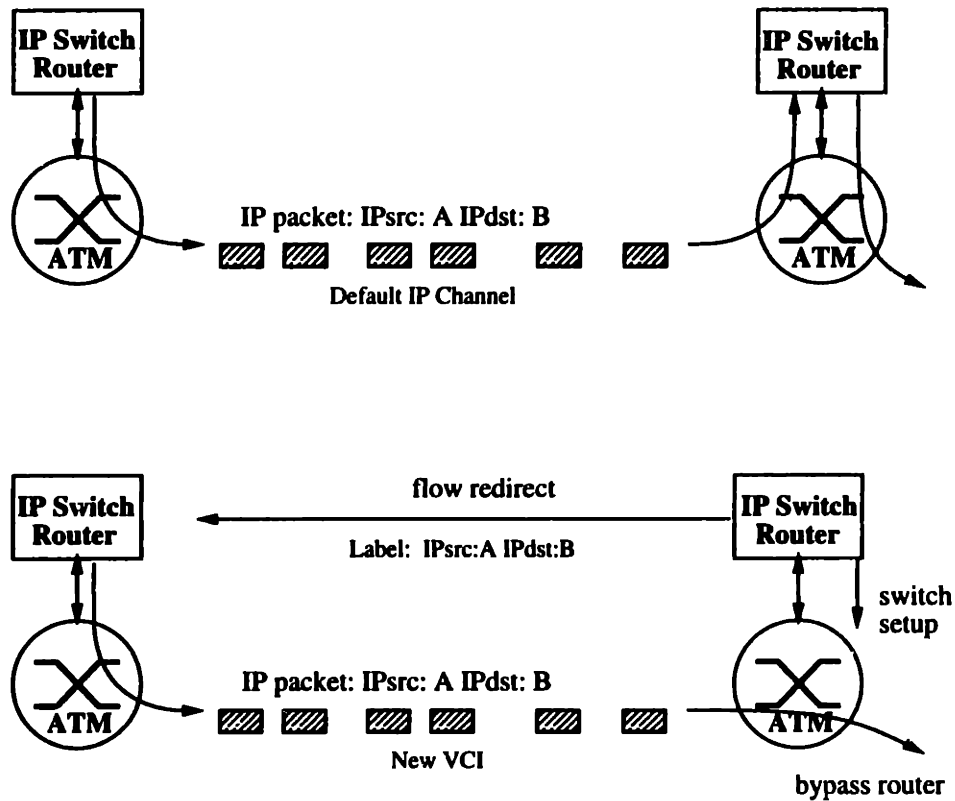 IP Switch
Router
IP Switch
Router
ATM
IP packet: IPsrc: A IPdst: B
ATM
Default IP Channel
IP Switch
Router
flow redirect
IP Switch
Router
Label: IPsrc:A IPdst:B
switch
setup
ATM
IP packet: IPsrc: A IPdst: B
ATM
New VCI
bypass router